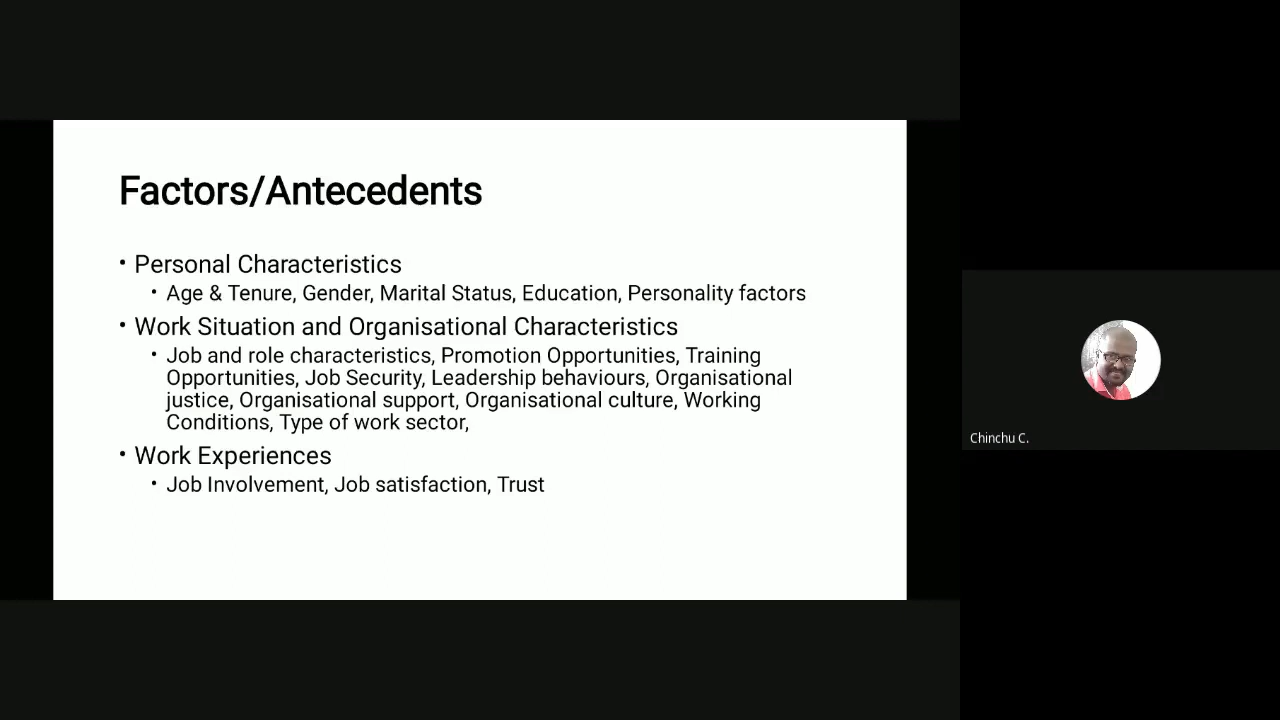 Factors/Antecedents
• Personal Characteristics
• Age & Tenure, Gender, Marital Status, Education, Personality factors
• Work Situation and Organisational Characteristics
• Job and role characteristics, Promotion Opportunities, Training
Opportunities, Job Security, Leadership behaviours, Organisational
justice, Organisational support, Organisational culture, Working
Conditions, Type of work sector,
• Work Experiences
• Job Involvement, Job satisfaction, Trust
Chinchu C.